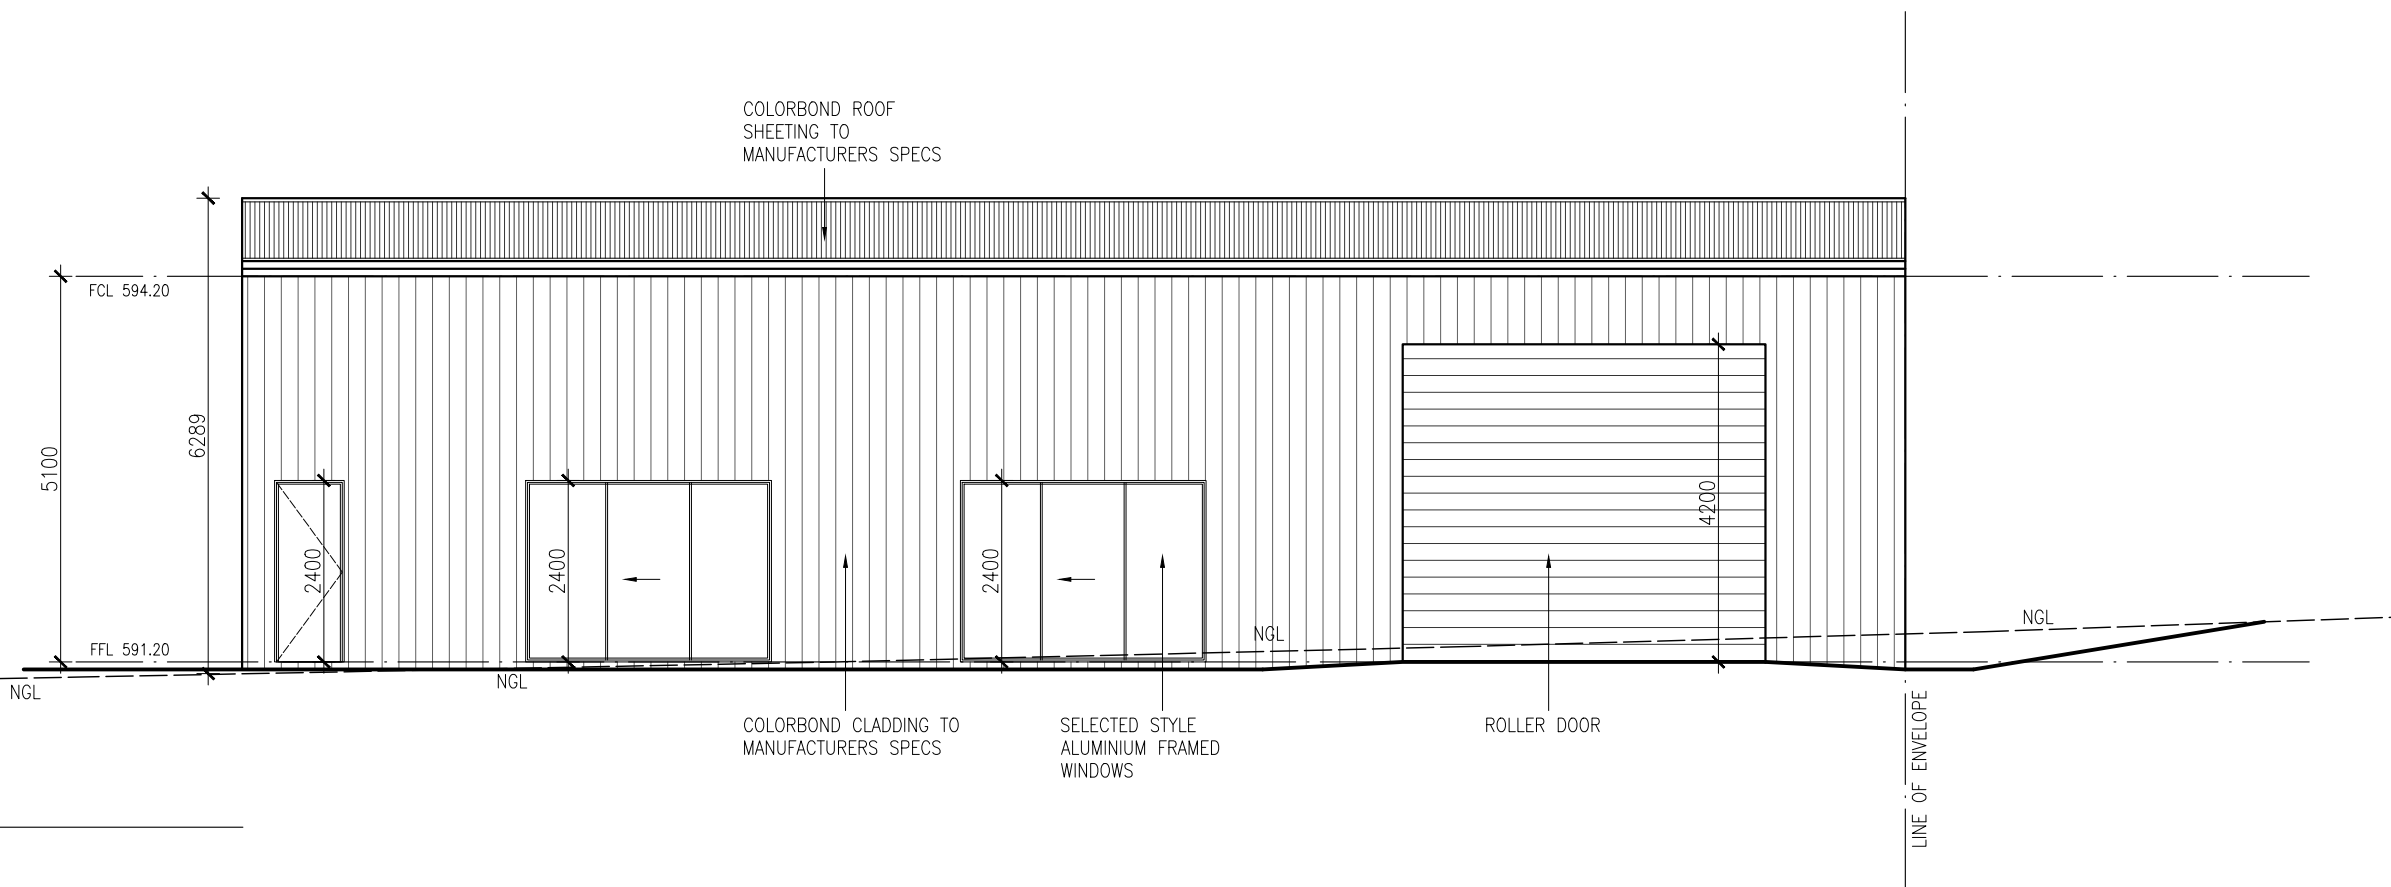 COLORBOND ROOF
SHEETING TO
MANUFACTURERS SPECS
FCL 594.20
5100
6289
2400
2400
2400
4200
FFL 591.20
NGL
NGL
NGL
NGL
COLORBOND CLADDING TO
MANUFACTURERS SPECS
SELECTED STYLE
ALUMINIUM FRAMED
WINDOWS
ROLLER DOOR
LINE OF ENVELOPE